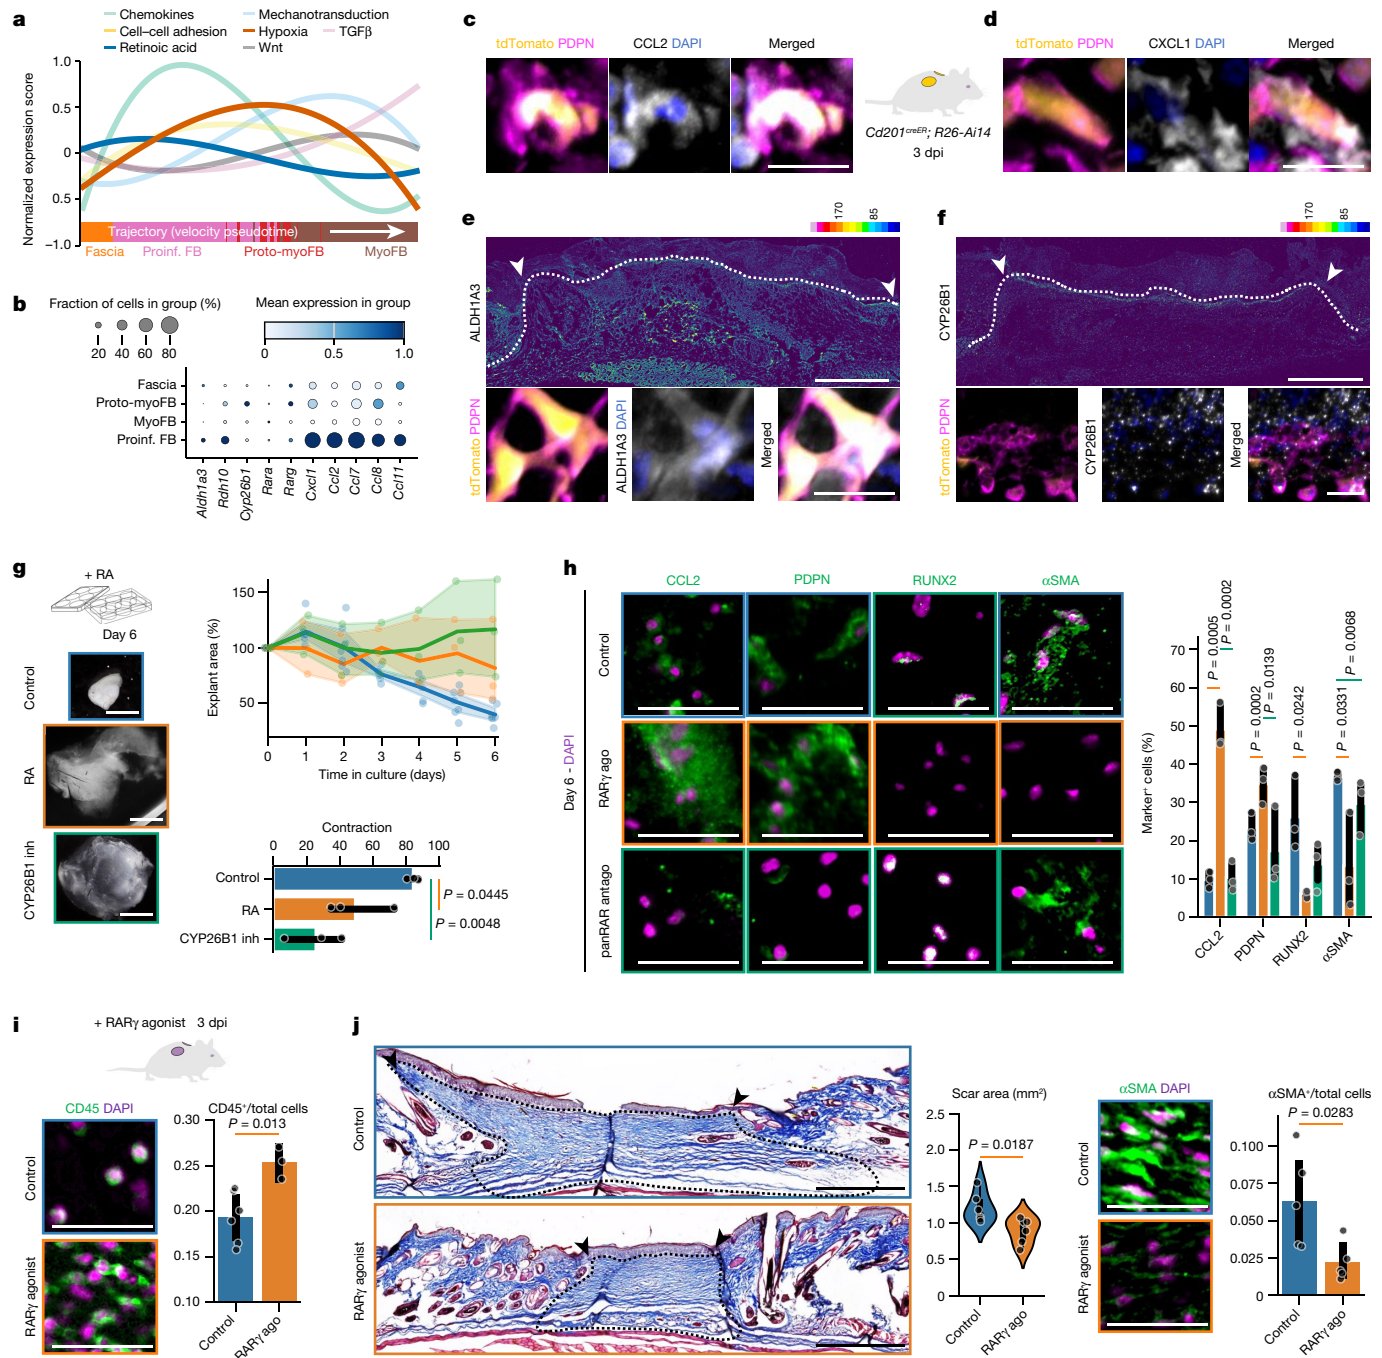 a
Chemokines
Mechanotransduction
Cell–cell adhesion
Hypoxia
TGFβ
Retinoic acid
Wnt
Normalized expression score
1.0
0.5
0
0.5
−1.0
Trajectory (velocity pseudotime)
Fascia
Proinf. FB
Proto-myoFB
MyoFB
b
Fraction of cells in group (%)
20 40 60 80
Mean expression in group
0 0.5 1.0
Fascia
Proto-myoFB
MyoFB
Proinf. FB
Aldh1a3
Rdh10
Cyp26b1
Rara
Rarg
Cxcl1
Ccl2
Ccl7
Ccl8
Ccl11
c
tdTomato PDPN
CCL2 DAPI
Merged
Cd201creER; R26-Ai14
3 dpi
d
tdTomato PDPN
CXCL1 DAPI
Merged
e
170
85
ALDH1A3
tdTomato PDPN
ALDH1A3 DAPI
Merged
f
170
85
CYP26B1
tdTomato PDPN
CYP26B1
Merged
g
+ RA
Day 6
Control
RA
CYP26B1 inh
Explant area (%)
150
100
50
0 1 2 3 4 5 6
Time in culture (days)
Contraction
0 20 40 60 80 100
Control
RA
CYP26B1 inh
P = 0.0445
P = 0.0048
h
CCL2
PDPN
RUNX2
αSMA
Day 6 - DAPI
Control
RARγ ago
panRAR antago
Marker+ cells (%)
70
60
50
40
30
20
10
0
P = 0.0005
P = 0.0002
P = 0.0002
P = 0.0139
P = 0.0242
P = 0.0331
P = 0.0068
CCL2
PDPN
RUNX2
αSMA
i
+ RARγ agonist 3 dpi
CD45 DAPI
Control
RARγ agonist
CD45+/total cells
P = 0.013
0.30
0.25
0.20
0.15
0.10
Control
RARγ ago
j
Control
RARγ agonist
Scar area (mm²)
2.5
2
1.5
1.0
0.5
0
P = 0.0187
Control
RARγ ago
αSMA DAPI
Control
RARγ agonist
αSMA+/total cells
P = 0.0283
0.100
0.075
0.050
0.025
0
Control
RARγ ago